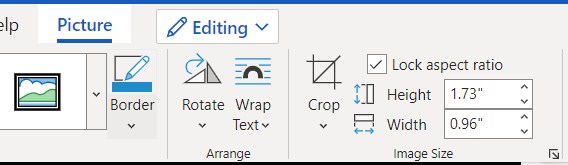 elp
Picture
Editing
Border
Rotate
Wrap
Text
Crop
Lock aspect ratio
Height
1.73"
Width
0.96"
Arrange
Image Size